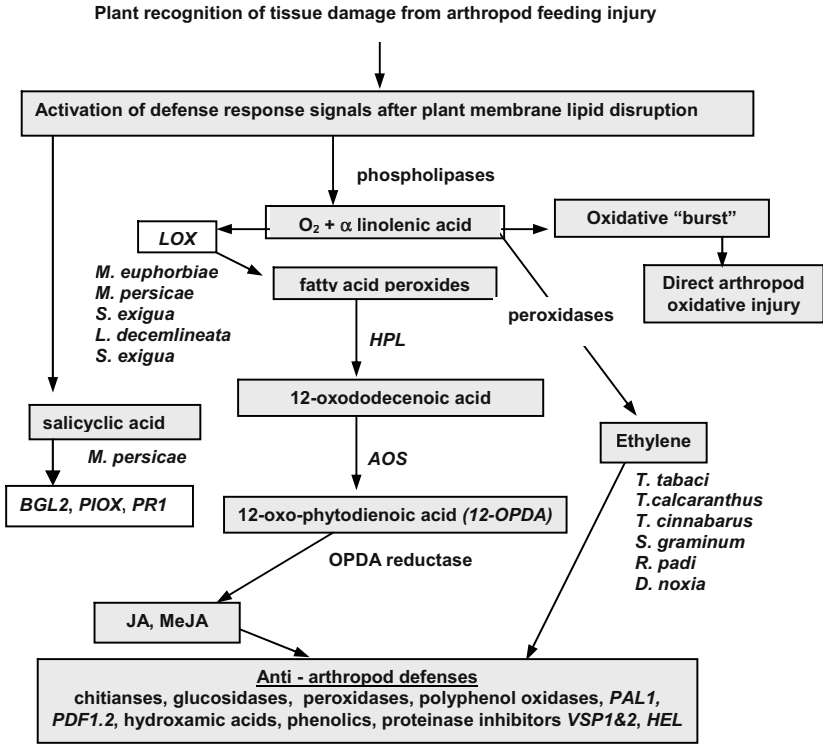 Plant recognition of tissue damage from arthropod feeding injury
Activation of defense response signals after plant membrane lipid disruption
phospholipases
O₂ + α linolenic acid
Oxidative “burst”
Direct arthropod
oxidative injury
LOX
M. euphorbiae
M. persicae
S. exigua
L. decemlineata
S. exigua
fatty acid peroxides
peroxidases
HPL
12-oxododecenoic acid
AOS
12-oxo-phytodienoic acid (12-OPDA)
OPDA reductase
salicyclic acid
M. persicae
BGL2, PIOX, PR1
Ethylene
T. tabaci
T.calcaranthus
T. cinnabarus
S. graminum
R. padi
D. noxia
JA, MeJA
Anti - arthropod defenses
chitianses, glucosidases, peroxidases, polyphenol oxidases, PAL1,
PDF1.2, hydroxamic acids, phenolics, proteinase inhibitors VSP1&2, HEL